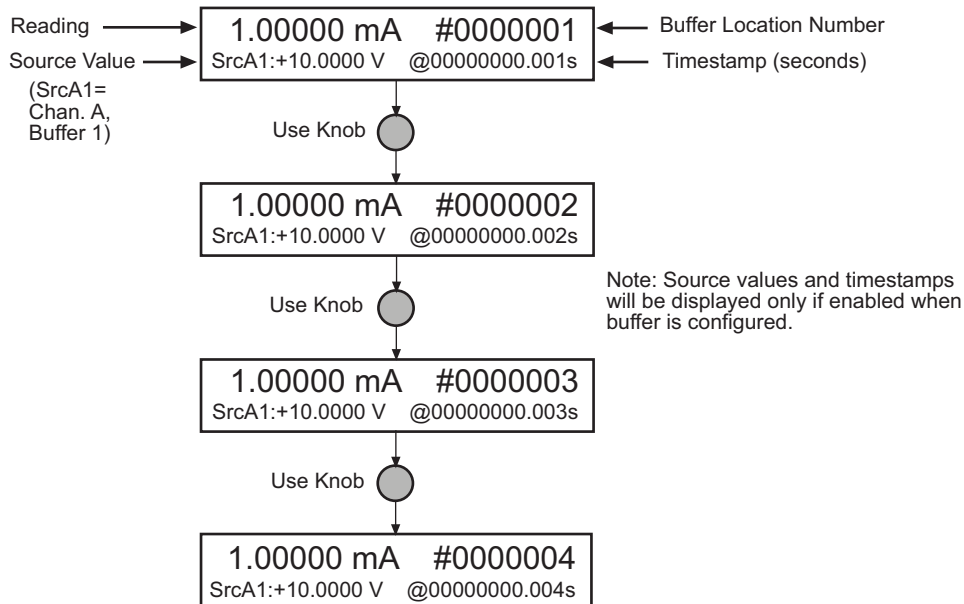 Reading
1.00000 mA #0000001
Buffer Location Number
Source Value
SrcA1:+10.0000 V @00000000.001s
Timestamp (seconds)
(SrcA1=
Chan. A,
Buffer 1)
Use Knob
1.00000 mA #0000002
SrcA1:+10.0000 V @00000000.002s
Note: Source values and timestamps
will be displayed only if enabled when
buffer is configured.
Use Knob
1.00000 mA #0000003
SrcA1:+10.0000 V @00000000.003s
Use Knob
1.00000 mA #0000004
SrcA1:+10.0000 V @00000000.004s